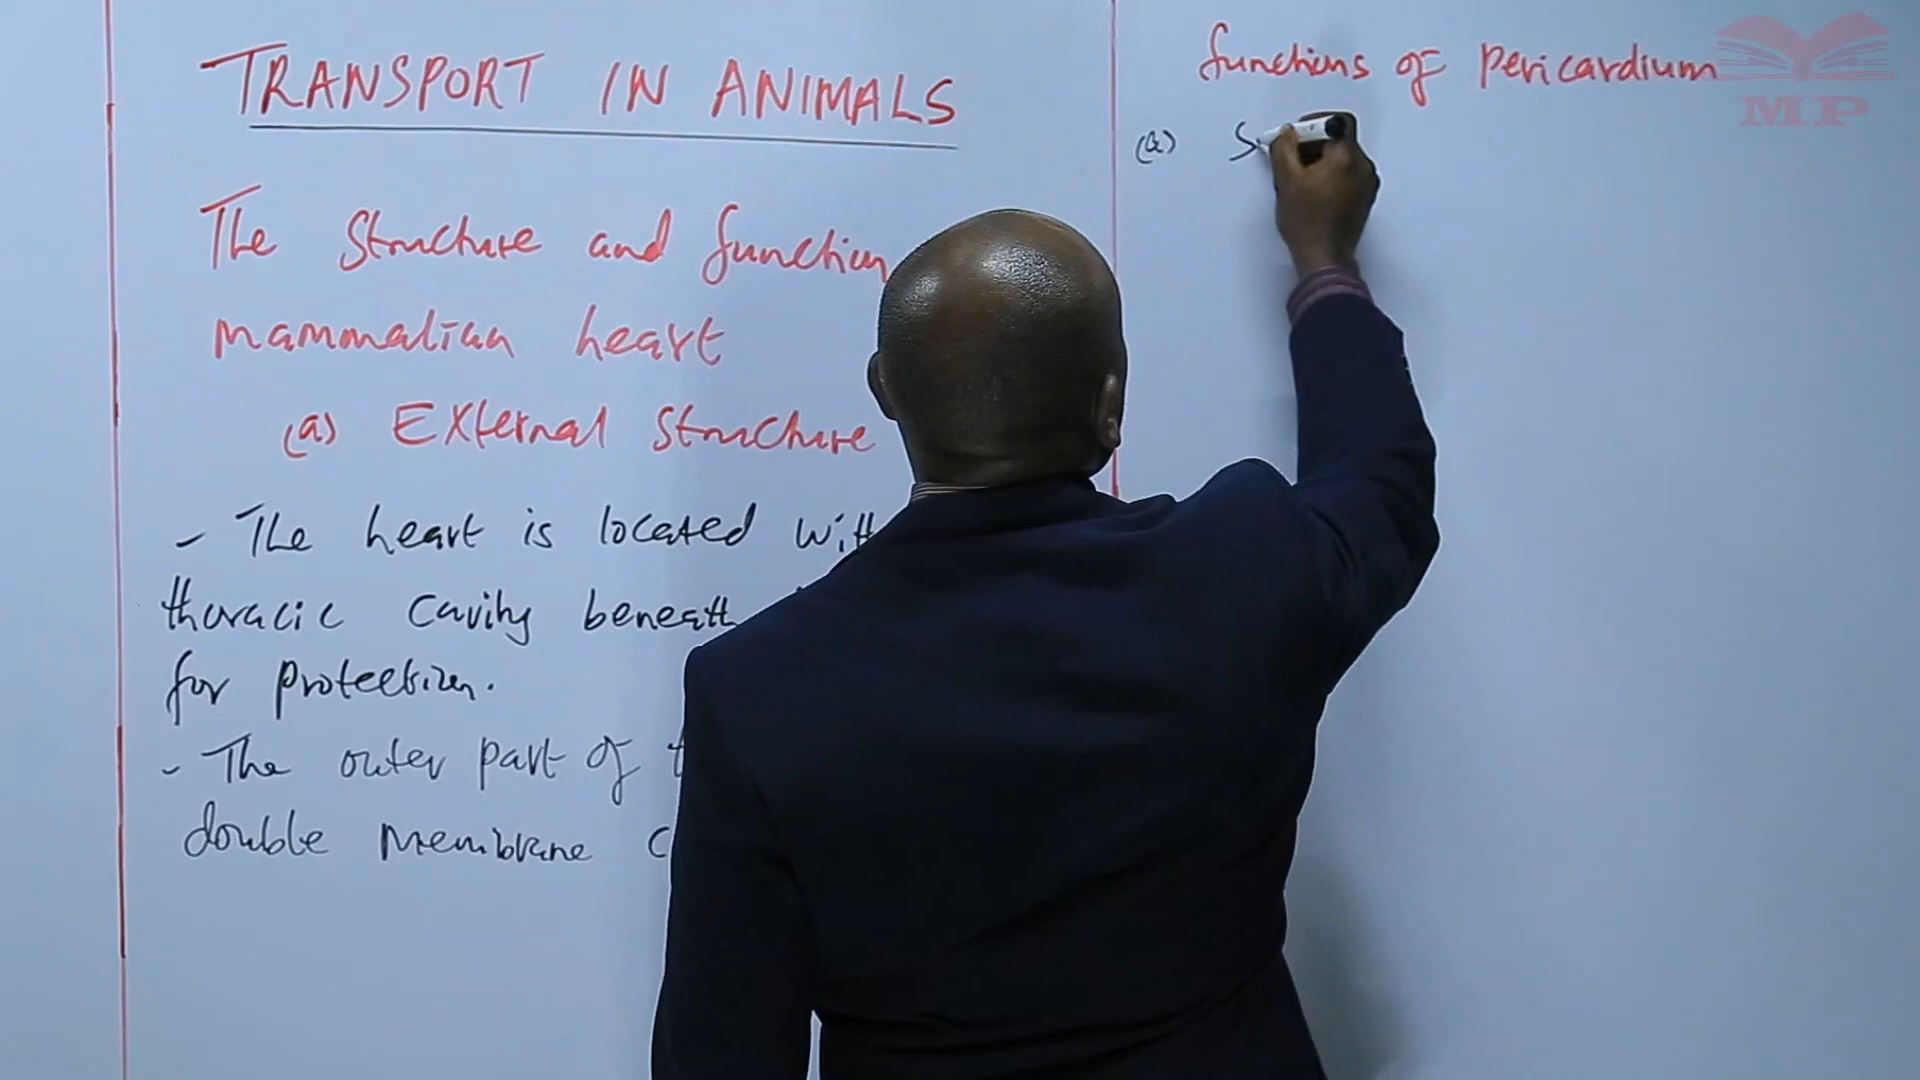 TRANSPORT IN ANIMALS
The Structure and function
mammalian heart
(a) External Structure
- The heart is located with
thoracic cavity beneath
for protection.
- The outer part of t
double membrane c
functions of pericardium
(a) S
MP